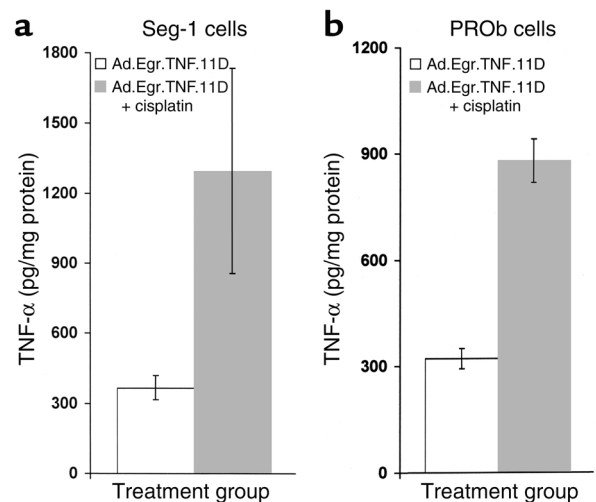 a
Seg-1 cells
TNF-α (pg/mg protein)
1800
1500
1200
900
600
300
0
Ad.Egr.TNF.11D
Ad.Egr.TNF.11D
+ cisplatin
Treatment group
b
PROb cells
TNF-α (pg/mg protein)
1200
900
600
300
0
Ad.Egr.TNF.11D
Ad.Egr.TNF.11D
+ cisplatin
Treatment group